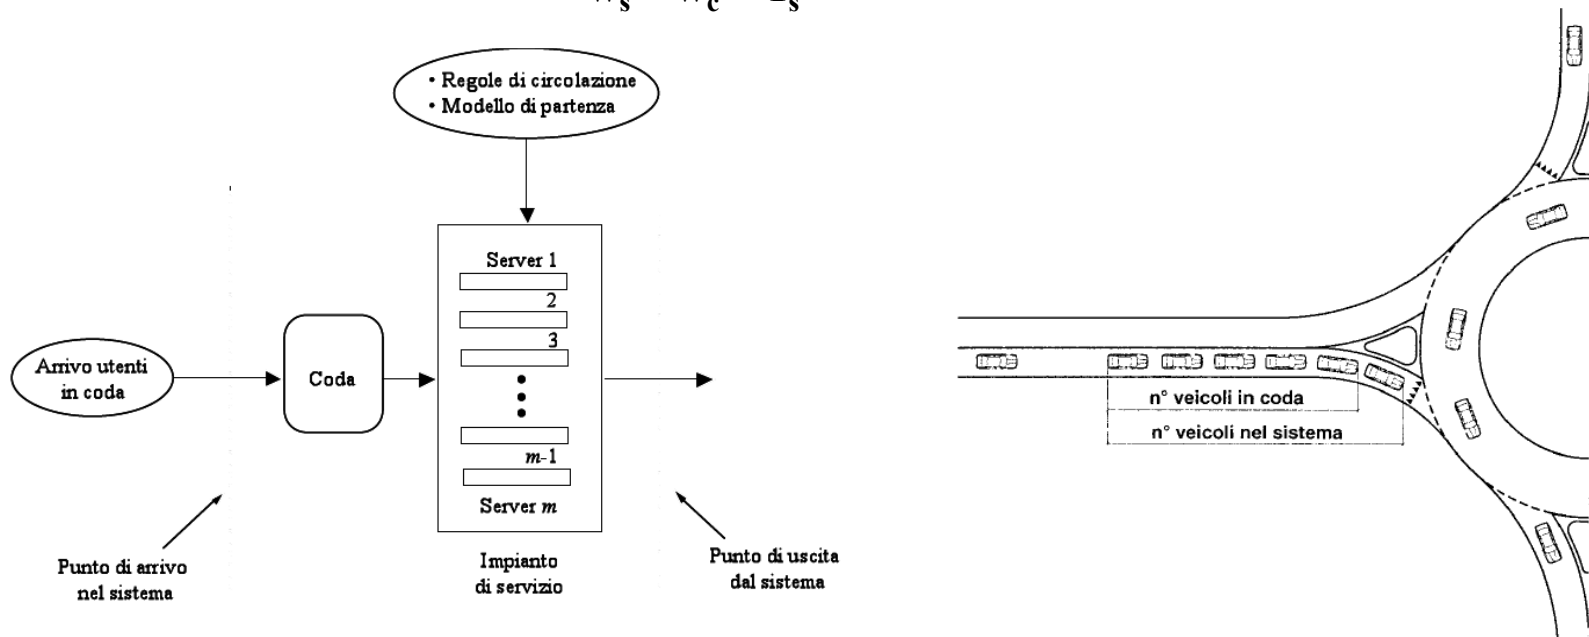 • Regole di circolazione
• Modello di partenza
Server 1
2
3
m-1
Server m
Arrivo utenti
in coda
Coda
Punto di arrivo
nel sistema
Impianto
di servizio
Punto di uscita
dal sistema
n° veicoli in coda
n° veicoli nel sistema